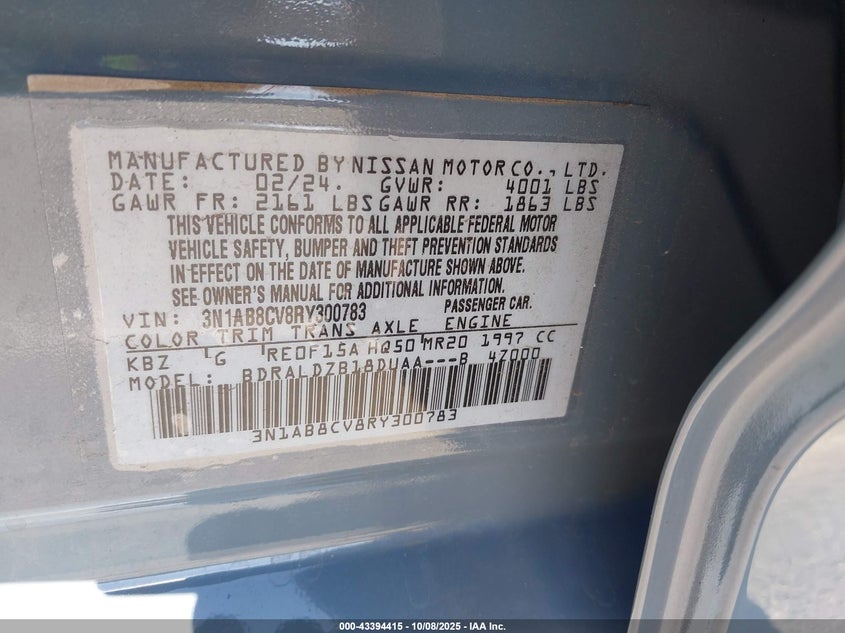 MANUFACTURED BY NISSAN MOTOR CO., LTD.
DATE: 02/24. GVWR: 4001 LBS
GAWR FR: 2161 LBS GAWR RR: 1863 LBS
THIS VEHICLE CONFORMS TO ALL APPLICABLE FEDERAL MOTOR
VEHICLE SAFETY, BUMPER AND THEFT PREVENTION STANDARDS
IN EFFECT ON THE DATE OF MANUFACTURE SHOWN ABOVE.
SEE OWNER'S MANUAL FOR ADDITIONAL INFORMATION.
VIN: 3N1AB8CV8RY300783 PASSENGER CAR.
COLOR TRIM TRANS AXLE ENGINE
KBZ G RE0F15A HQ50 MR20 1997 CC
MODEL: BDRALDZB18DUAA---B 47000
3N1AB8CV8RY300783
000-43394415 - 10/08/2025 - IAA Inc.